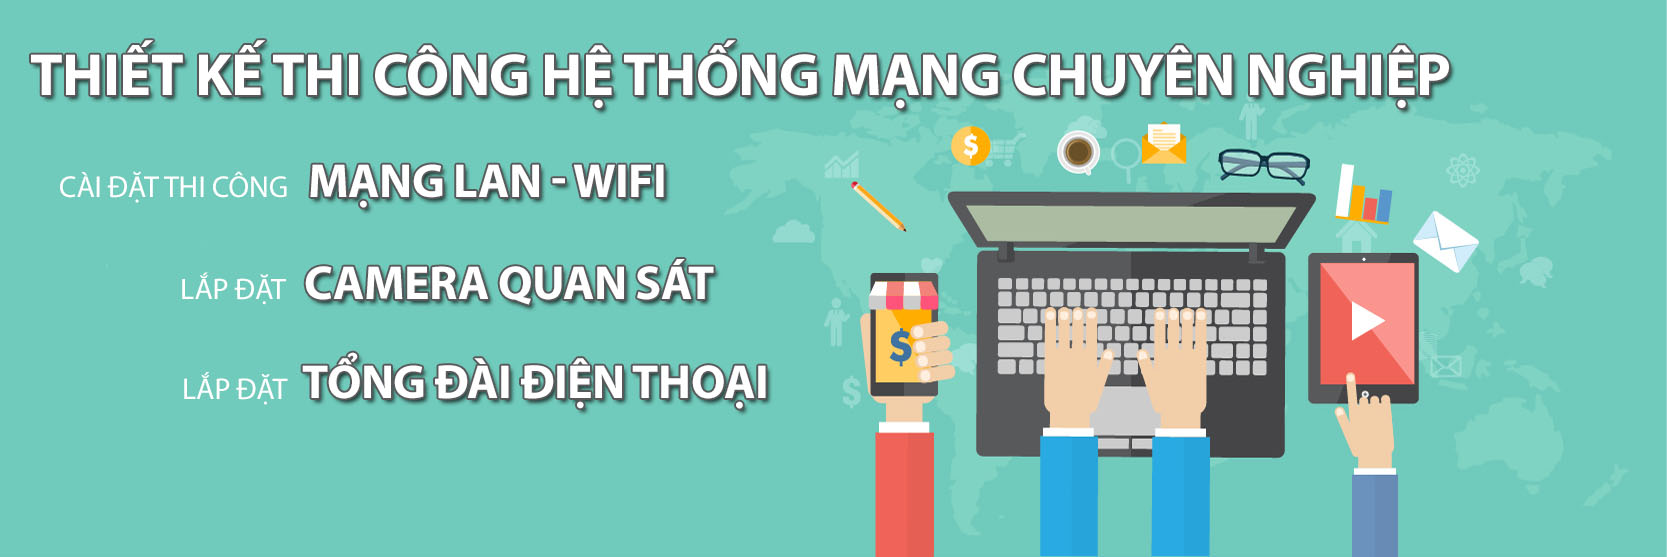 THIẾT KẾ THI CÔNG HỆ THỐNG MẠNG CHUYÊN NGHIỆP
CÀI ĐẶT THI CÔNG MẠNG LAN - WIFI
LẮP ĐẶT CAMERA QUAN SÁT
LẮP ĐẶT TỔNG ĐÀI ĐIỆN THOẠI